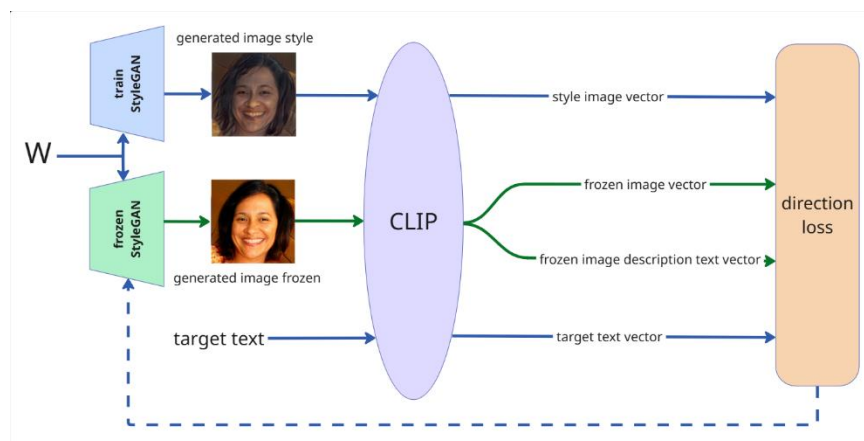 generated image style
train
StyleGAN
style image vector
W
frozen image vector
CLIP
direction
loss
frozen
StyleGAN
frozen image description text vector
generated image frozen
target text
target text vector